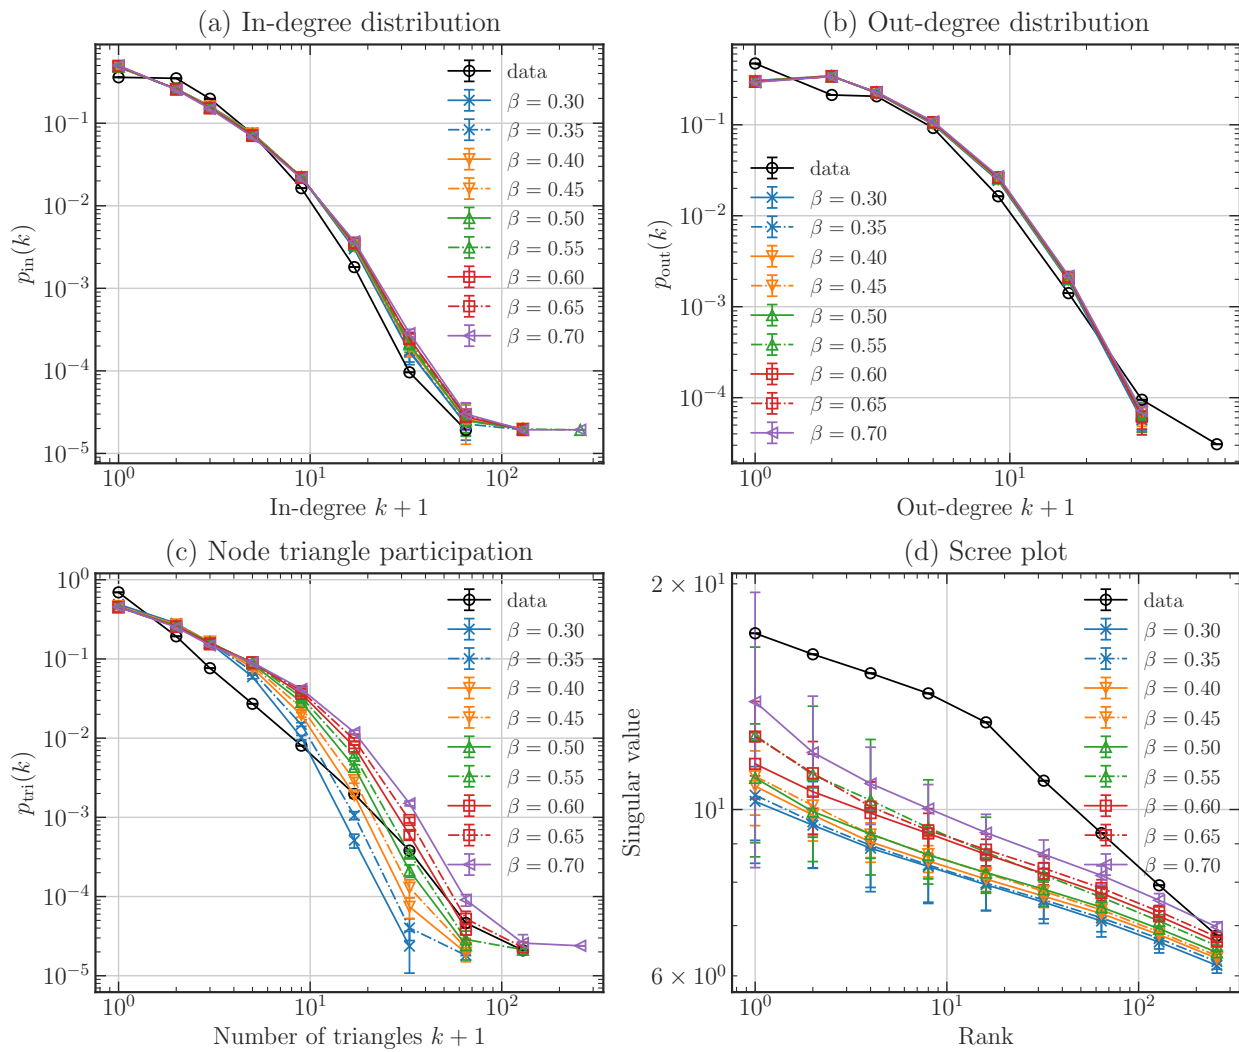 (a) In-degree distribution
10^0
10^{-1}
10^{-2}
10^{-3}
10^{-4}
10^{-5}
p_in(k)
10^0
10^1
10^2
In-degree k + 1
data
β = 0.30
β = 0.35
β = 0.40
β = 0.45
β = 0.50
β = 0.55
β = 0.60
β = 0.65
β = 0.70
(b) Out-degree distribution
10^0
10^{-1}
10^{-2}
10^{-3}
10^{-4}
p_out(k)
10^0
10^1
Out-degree k + 1
data
β = 0.30
β = 0.35
β = 0.40
β = 0.45
β = 0.50
β = 0.55
β = 0.60
β = 0.65
β = 0.70
(c) Node triangle participation
10^0
10^{-1}
10^{-2}
10^{-3}
10^{-4}
10^{-5}
p_tri(k)
10^0
10^1
10^2
Number of triangles k + 1
data
β = 0.30
β = 0.35
β = 0.40
β = 0.45
β = 0.50
β = 0.55
β = 0.60
β = 0.65
β = 0.70
(d) Scree plot
2 × 10^1
10^1
6 × 10^0
Singular value
10^0
10^1
10^2
Rank
data
β = 0.30
β = 0.35
β = 0.40
β = 0.45
β = 0.50
β = 0.55
β = 0.60
β = 0.65
β = 0.70